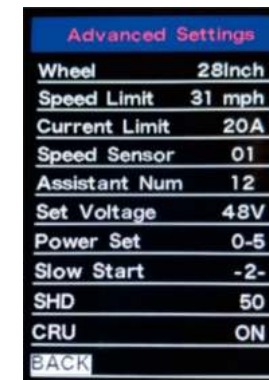 Advanced Settings
Wheel 28Inch
Speed Limit 31 mph
Current Limit 20A
Speed Sensor 01
Assistant Num 12
Set Voltage 48V
Power Set 0-5
Slow Start -2-
SHD 50
CRU ON
BACK